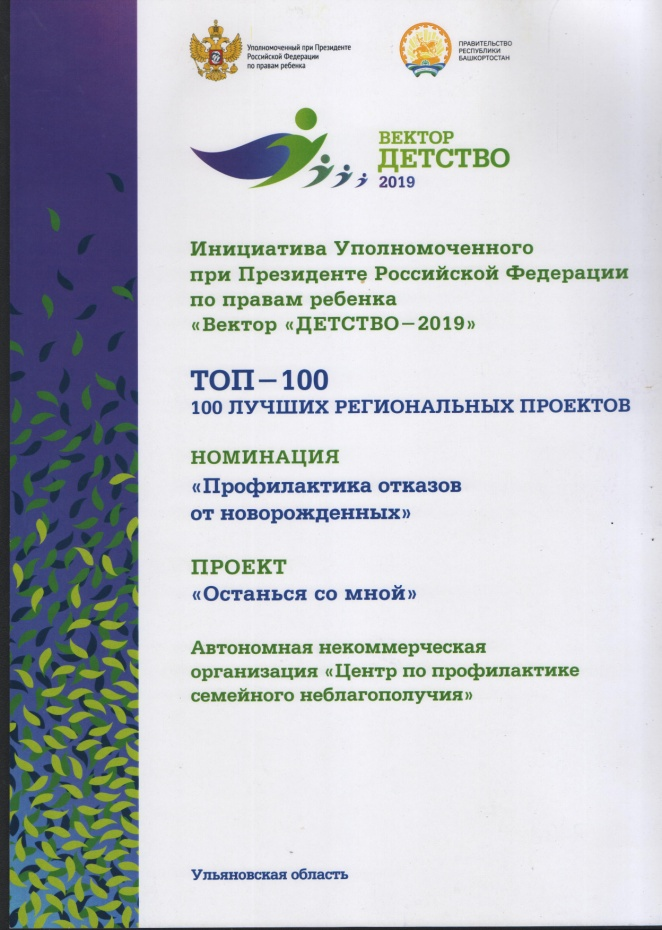 Уполномоченный при Президенте
Российской Федерации
по правам ребенка
ПРАВИТЕЛЬСТВО
РЕСПУБЛИКИ
БАШКОРТОСТАН
ВЕКТОР
ДЕТСТВО
2019
Инициатива Уполномоченного
при Президенте Российской Федерации
по правам ребенка
«Вектор «ДЕТСТВО–2019»
ТОП–100
100 ЛУЧШИХ РЕГИОНАЛЬНЫХ ПРОЕКТОВ
НОМИНАЦИЯ
«Профилактика отказов
от новорожденных»
ПРОЕКТ
«Останься со мной»
Автономная некоммерческая
организация «Центр по профилактике
семейного неблагополучия»
Ульяновская область